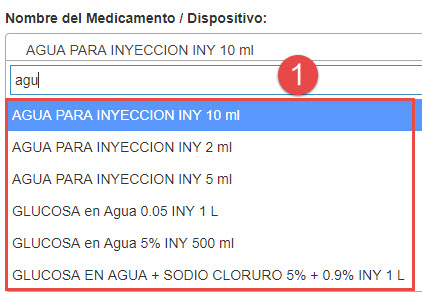 Nombre del Medicamento / Dispositivo:
AGUA PARA INYECCION INY 10 ml
agu
1
AGUA PARA INYECCION INY 10 ml
AGUA PARA INYECCION INY 2 ml
AGUA PARA INYECCION INY 5 ml
GLUCOSA en Agua 0.05 INY 1 L
GLUCOSA en Agua 5% INY 500 ml
GLUCOSA EN AGUA + SODIO CLORURO 5% + 0.9% INY 1 L